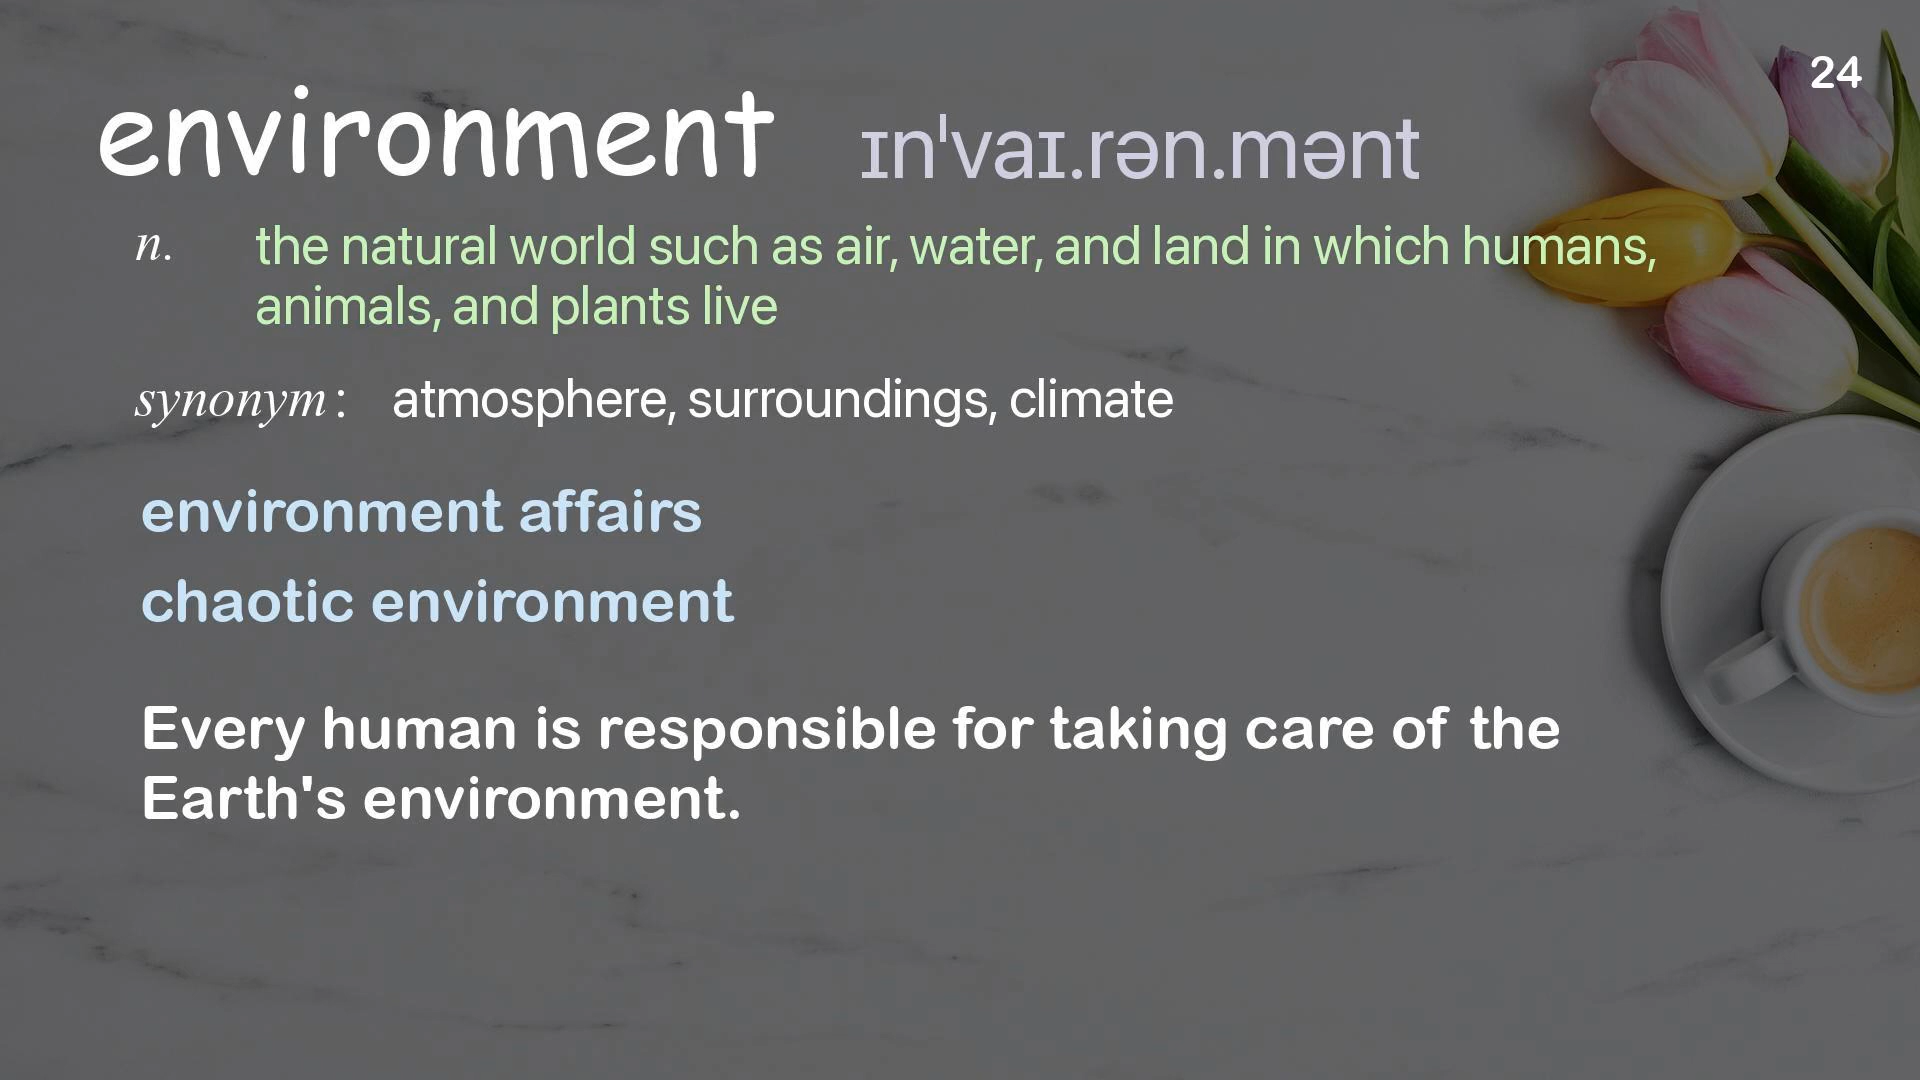 24
environment ɪnˈvaɪ.rən.mənt
n. the natural world such as air, water, and land in which humans,
animals, and plants live
synonym: atmosphere, surroundings, climate
environment affairs
chaotic environment
Every human is responsible for taking care of the
Earth's environment.